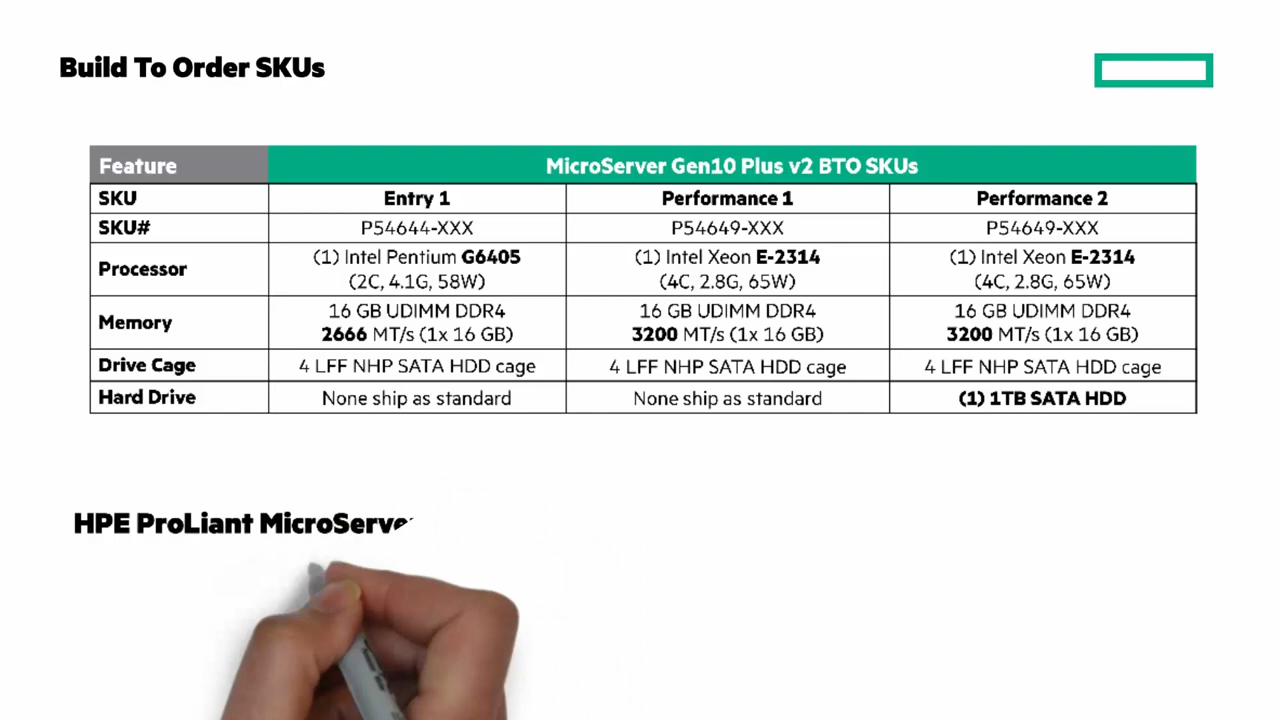 Build To Order SKUs
Feature MicroServer Gen10 Plus v2 BTO SKUs
SKU Entry 1 Performance 1 Performance 2
SKU# P54644-XXX P54649-XXX P54649-XXX
Processor (1) Intel Pentium G6405 (1) Intel Xeon E-2314 (1) Intel Xeon E-2314
(2C, 4.1G, 58W) (4C, 2.8G, 65W) (4C, 2.8G, 65W)
Memory 16 GB UDIMM DDR4 16 GB UDIMM DDR4 16 GB UDIMM DDR4
2666 MT/s (1x 16 GB) 3200 MT/s (1x 16 GB) 3200 MT/s (1x 16 GB)
Drive Cage 4 LFF NHP SATA HDD cage 4 LFF NHP SATA HDD cage 4 LFF NHP SATA HDD cage
Hard Drive None ship as standard None ship as standard (1) 1TB SATA HDD
HPE ProLiant MicroServer